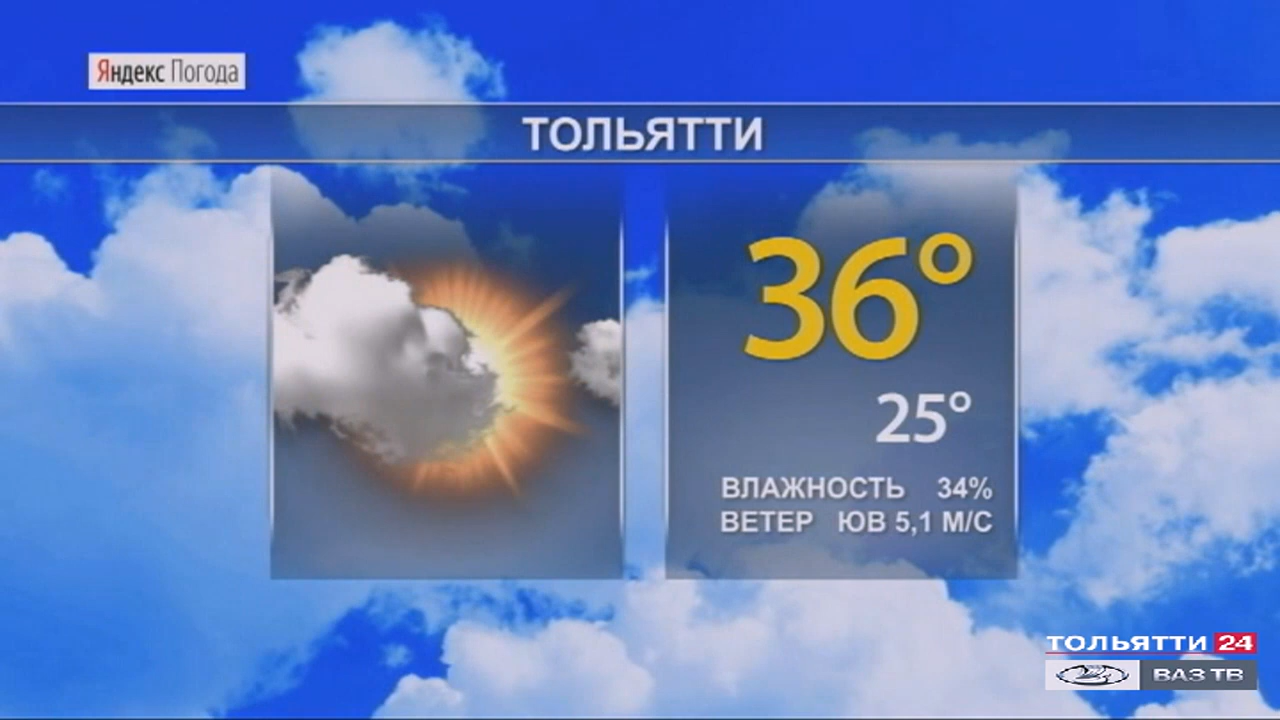 Яндекс Погода
ТОЛЬЯТТИ
36°
25°
ВЛАЖНОСТЬ 34%
ВЕТЕР ЮВ 5,1 М/С
ТОЛЬЯТТИ 24
ВАЗ ТВ